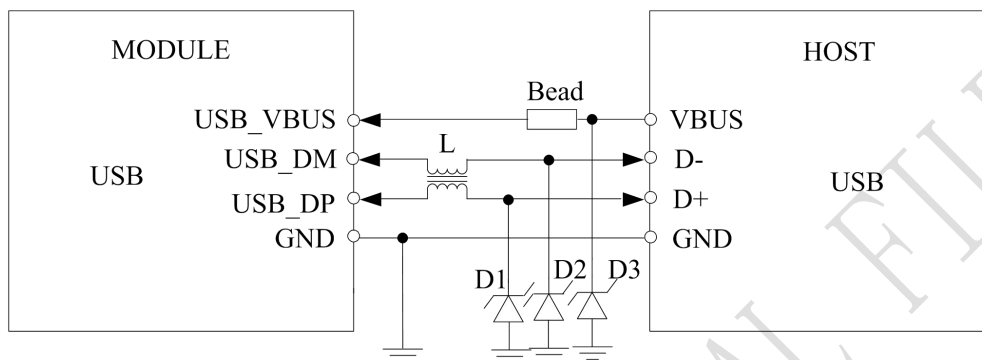 MODULE
HOST
Bead
USB_VBUS
VBUS
L
USB_DM
D-
USB
USB
USB_DP
D+
GND
GND
D1
D2
D3